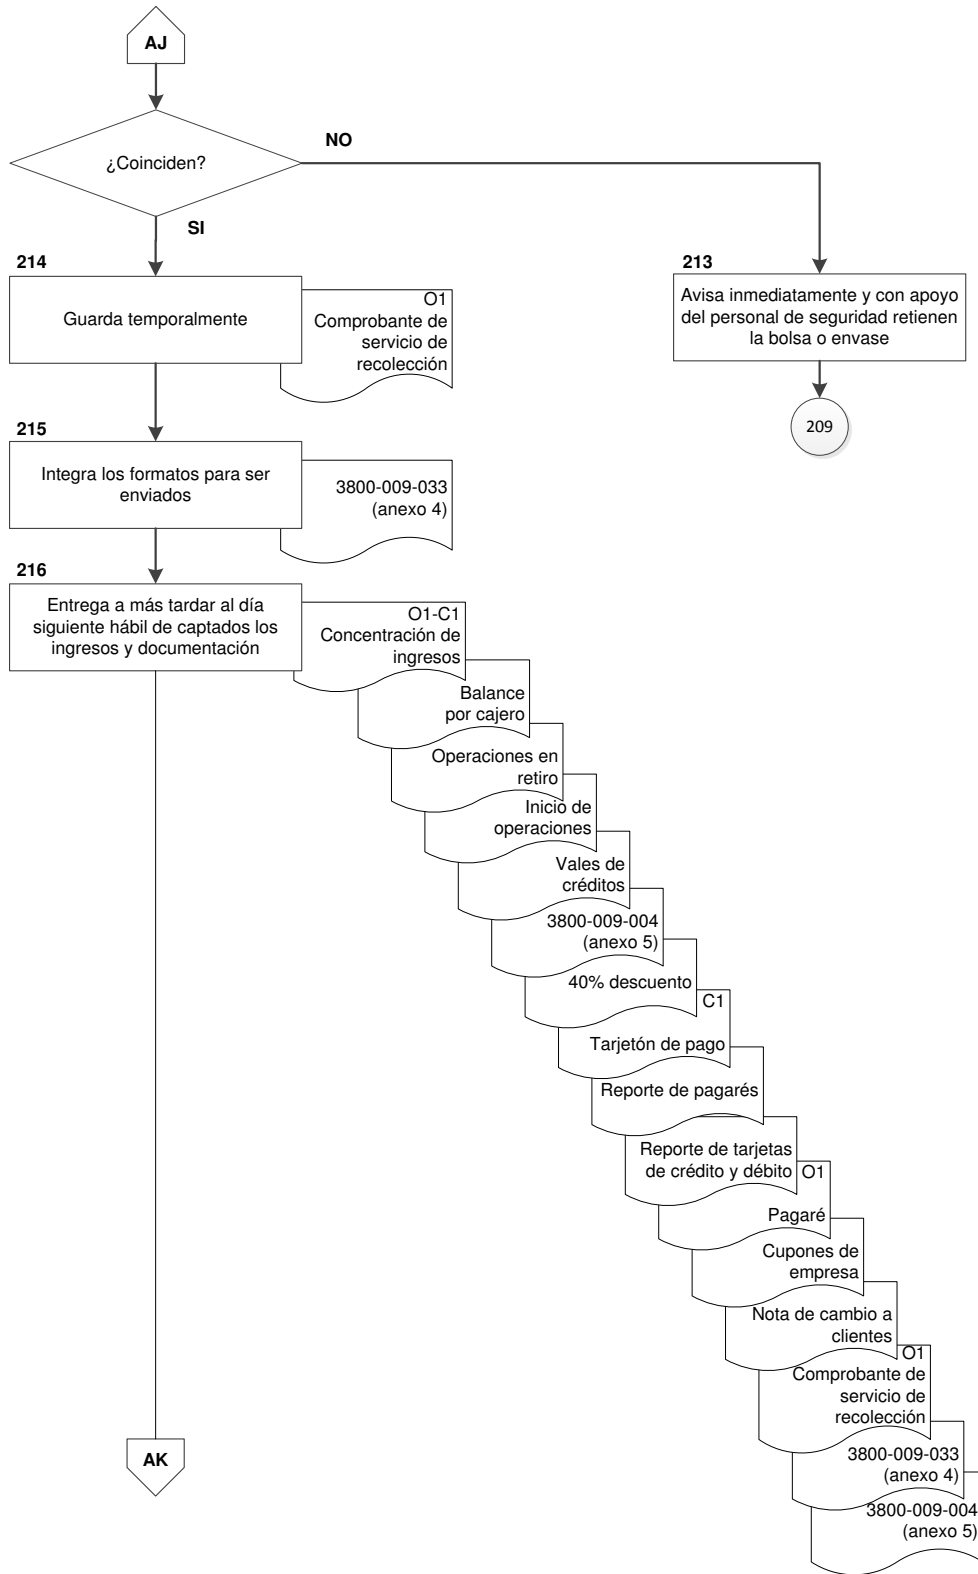 AJ
¿Coinciden?
NO
SI
214
Guarda temporalmente
O1
Comprobante de
servicio de
recolección
213
Avisa inmediatamente y con apoyo
del personal de seguridad retienen
la bolsa o envase
209
215
Integra los formatos para ser
enviados
3800-009-033
(anexo 4)
216
Entrega a más tardar al día
siguiente hábil de captados los
ingresos y documentación
O1-C1
Concentración de
ingresos
Balance
por cajero
Operaciones en
retiro
Inicio de
operaciones
Vales de
créditos
3800-009-004
(anexo 5)
40% descuento
C1
Tarjetón de pago
Reporte de pagarés
Reporte de tarjetas
de crédito y débito
O1
Pagaré
Cupones de
empresa
Nota de cambio a
clientes
O1
Comprobante de
servicio de
recolección
3800-009-033
(anexo 4)
3800-009-004
(anexo 5)
AK